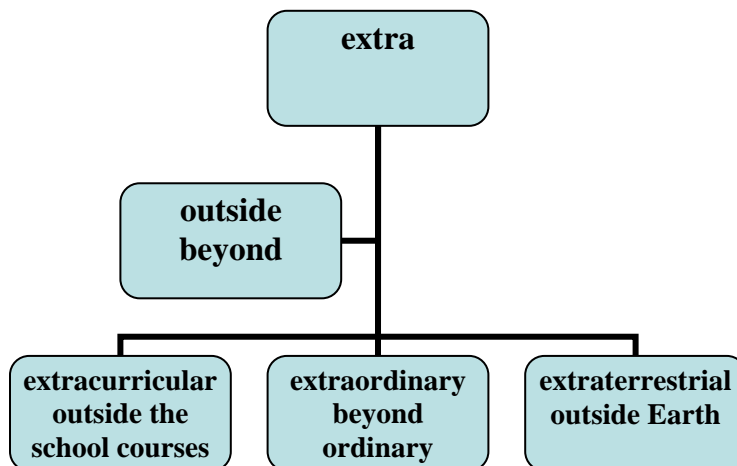 extra
outside
beyond
extracurricular
outside the
school courses
extraordinary
beyond
ordinary
extraterrestrial
outside Earth